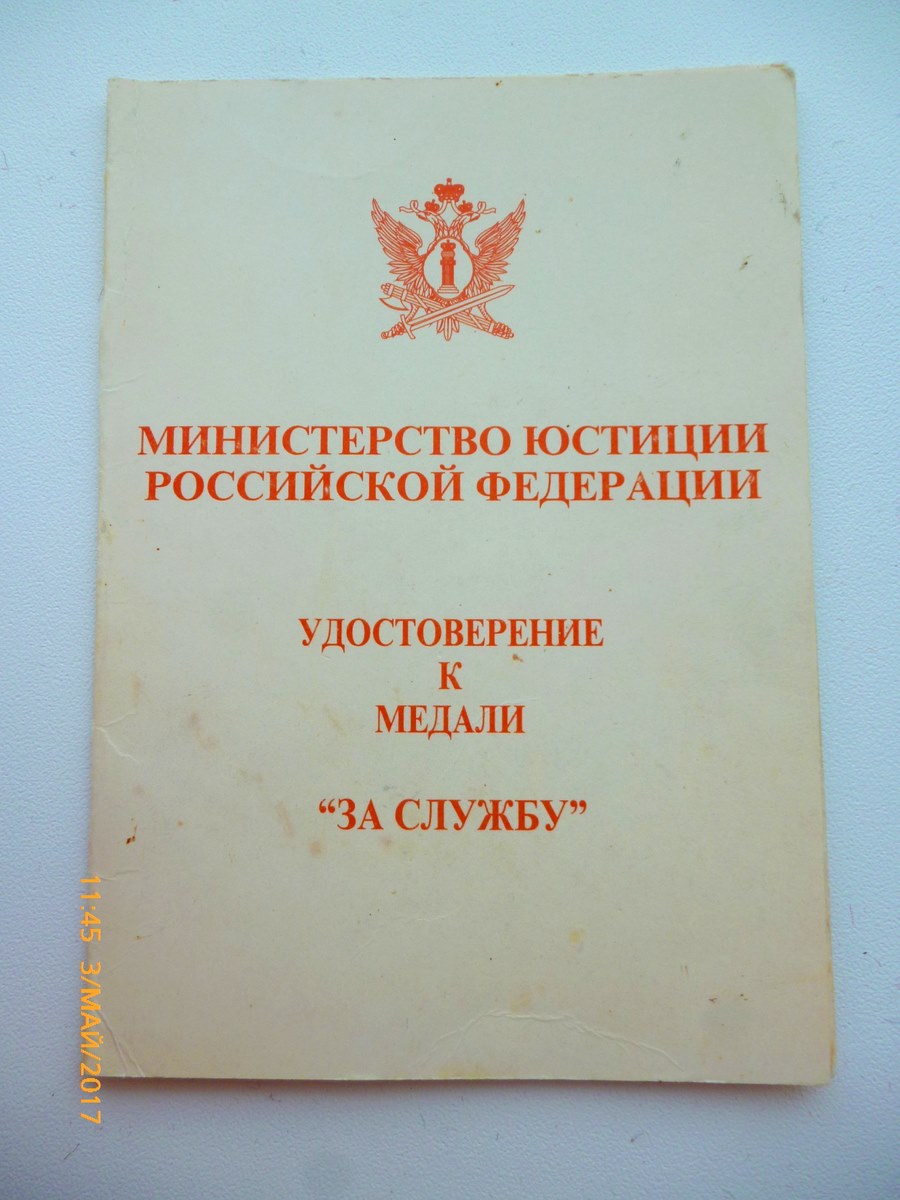 МИНИСТЕРСТВО ЮСТИЦИИ
РОССИЙСКОЙ ФЕДЕРАЦИИ
УДОСТОВЕРЕНИЕ
К
МЕДАЛИ
“ЗА СЛУЖБУ”
11:45 3/МАЙ/2017